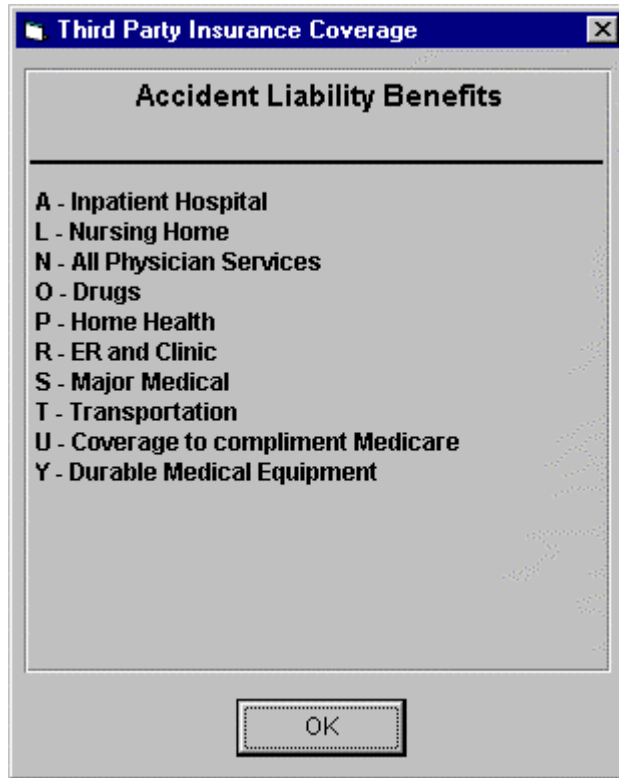 Third Party Insurance Coverage
Accident Liability Benefits
A - Inpatient Hospital
L - Nursing Home
N - All Physician Services
O - Drugs
P - Home Health
R - ER and Clinic
S - Major Medical
T - Transportation
U - Coverage to compliment Medicare
Y - Durable Medical Equipment
OK